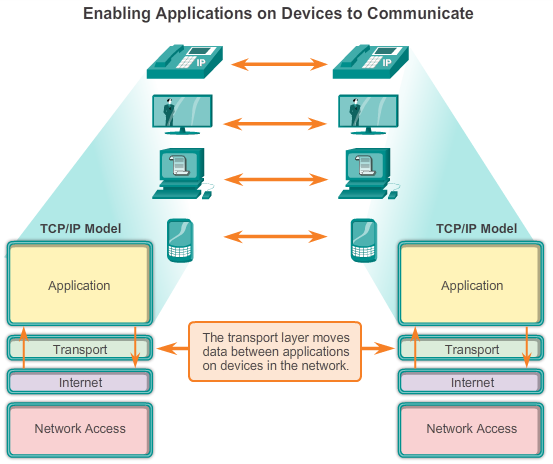 Enabling Applications on Devices to Communicate
IP
IP
TCP/IP Model
TCP/IP Model
Application
Application
The transport layer moves
data between applications
on devices in the network.
Transport
Transport
Internet
Internet
Network Access
Network Access